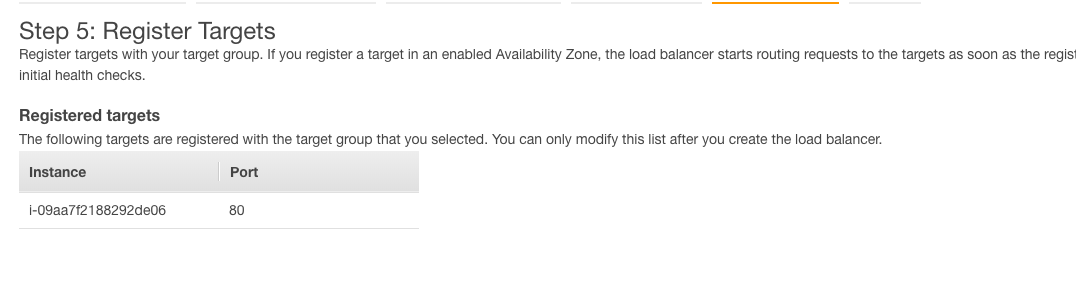 Step 5: Register Targets
Register targets with your target group. If you register a target in an enabled Availability Zone, the load balancer starts routing requests to the targets as soon as the
initial health checks.
Registered targets
The following targets are registered with the target group that you selected. You can only modify this list after you create the load balancer.
Instance Port
i-09aa7f2188292de06 80